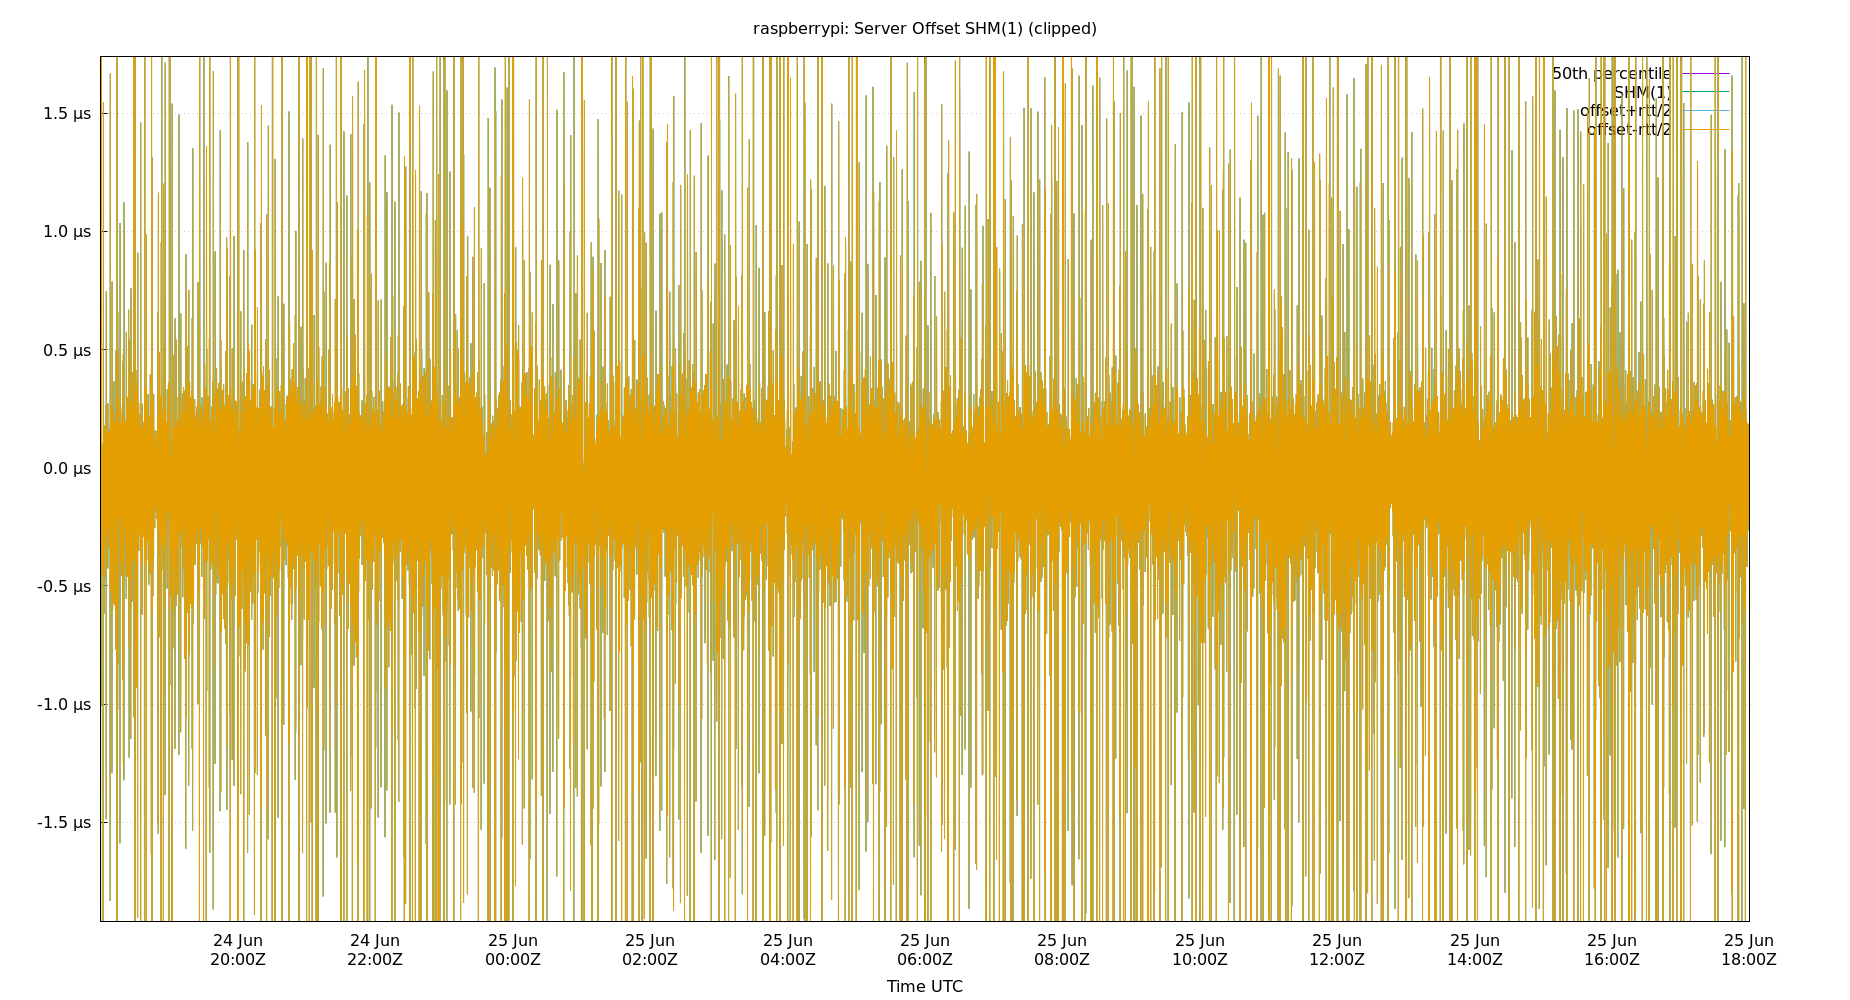 raspberrypi: Server Offset SHM(1) (clipped)
50th percentile
SHM(1)
offset+rtt/2
offset-rtt/2
1.5 µs
1.0 µs
0.5 µs
0.0 µs
-0.5 µs
-1.0 µs
-1.5 µs
24 Jun 24 Jun 25 Jun 25 Jun 25 Jun 25 Jun 25 Jun 25 Jun 25 Jun 25 Jun 25 Jun 25 Jun
20:00Z 22:00Z 00:00Z 02:00Z 04:00Z 06:00Z 08:00Z 10:00Z 12:00Z 14:00Z 16:00Z 18:00Z
Time UTC